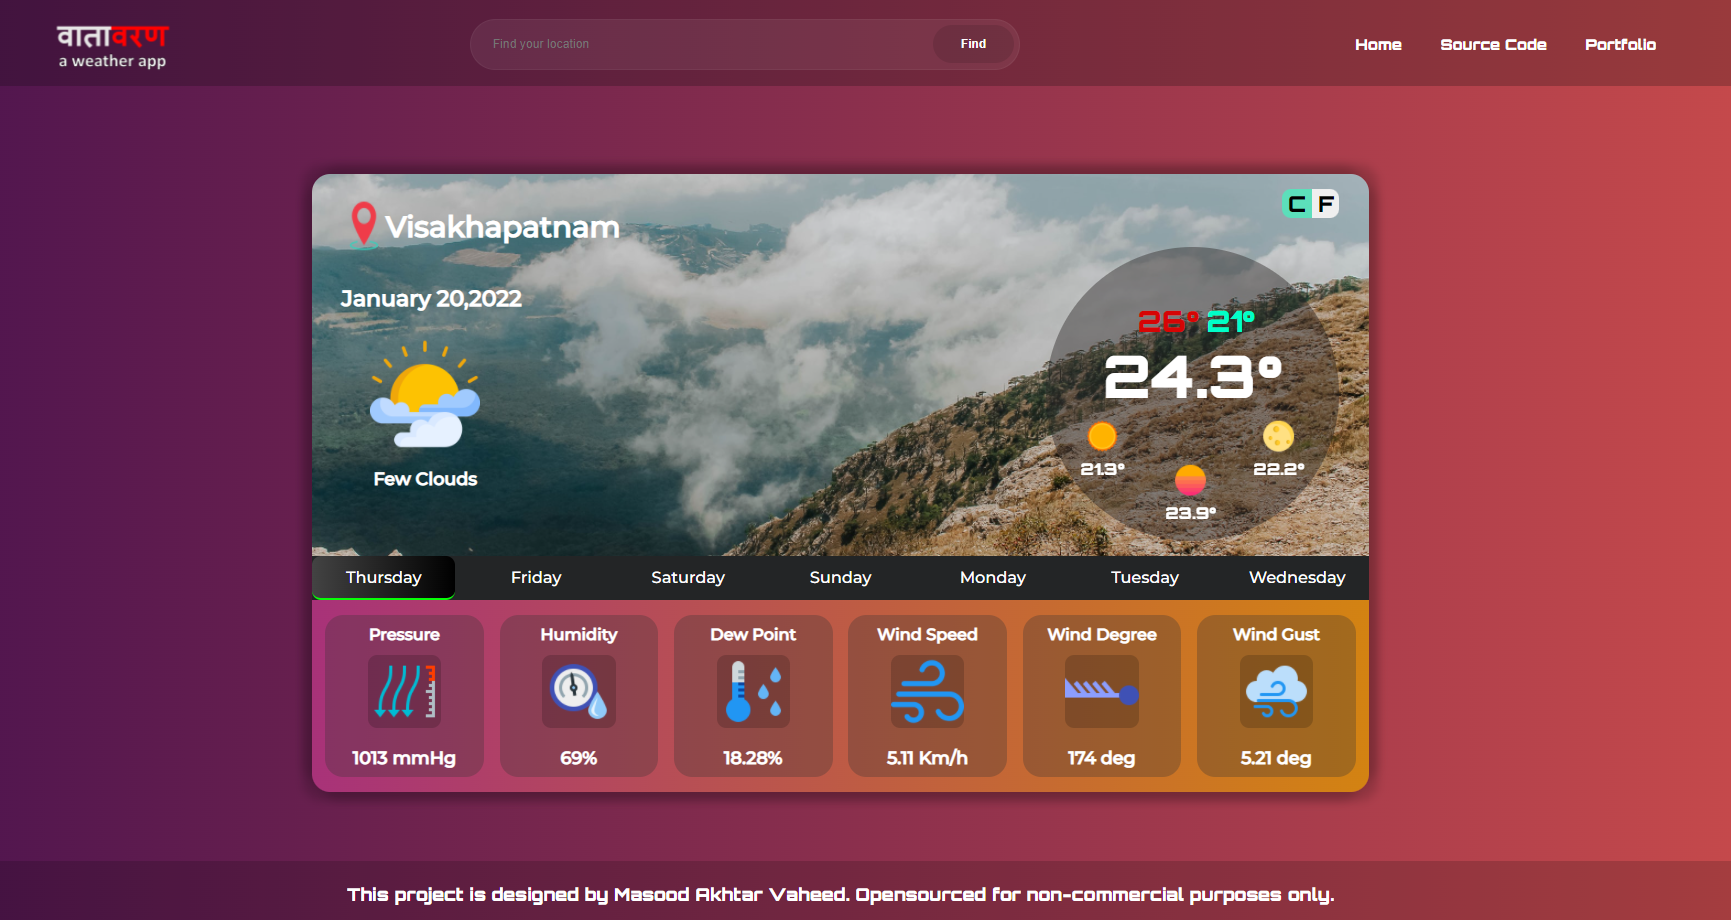 वातावरण
a weather app
Find your location
Find
Home
Source Code
Portfolio
Visakhapatnam
C F
January 20,2022
26° 21°
24.3°
Few Clouds
21.3°
22.2°
23.9°
Thursday
Friday
Saturday
Sunday
Monday
Tuesday
Wednesday
Pressure
Humidity
Dew Point
Wind Speed
Wind Degree
Wind Gust
1013 mmHg
69%
18.28%
5.11 Km/h
174 deg
5.21 deg
This project is designed by Masood Akhtar Vaheed. Opensourced for non-commercial purposes only.